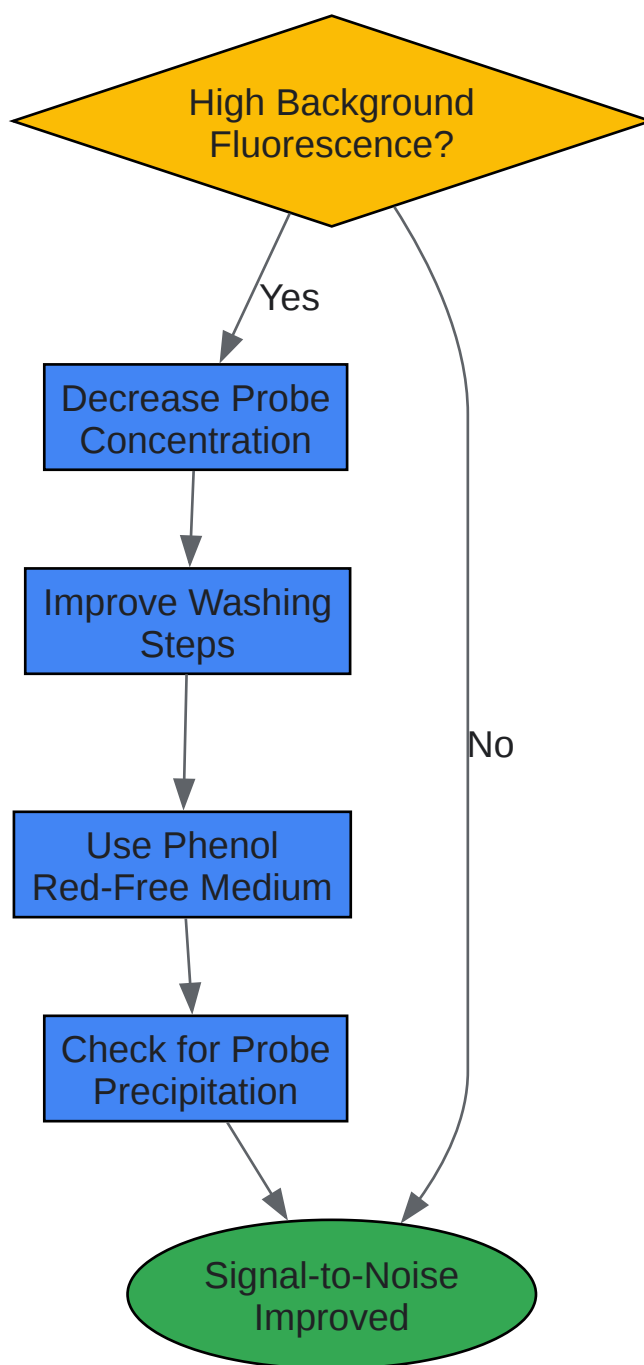 High Background
Fluorescence?
Yes
Decrease Probe
Concentration
Improve Washing
Steps
No
Use Phenol
Red-Free Medium
Check for Probe
Precipitation
Signal-to-Noise
Improved